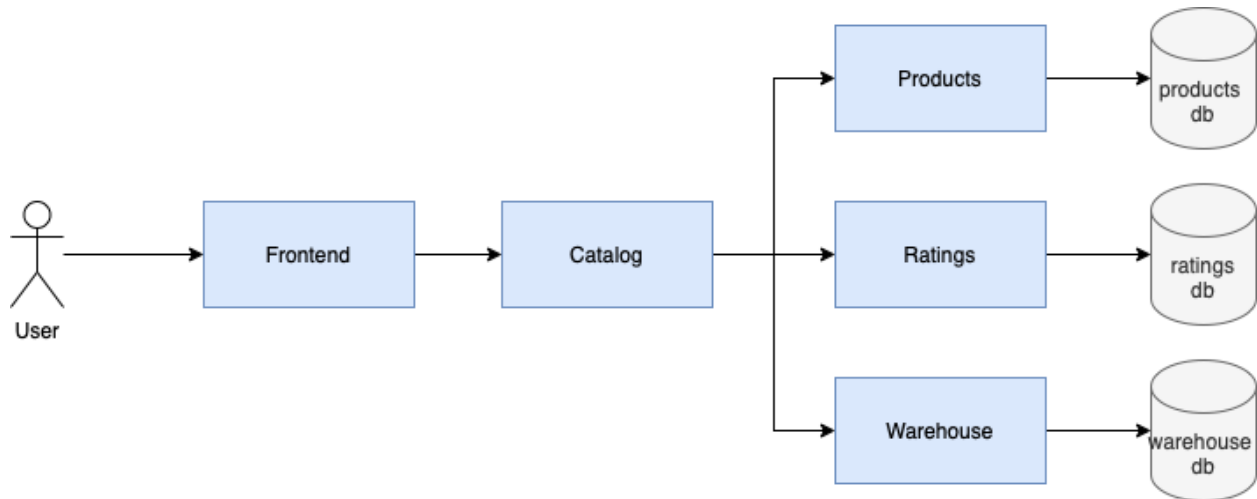 Products
products
db
User
Frontend
Catalog
Ratings
ratings
db
Warehouse
warehouse
db